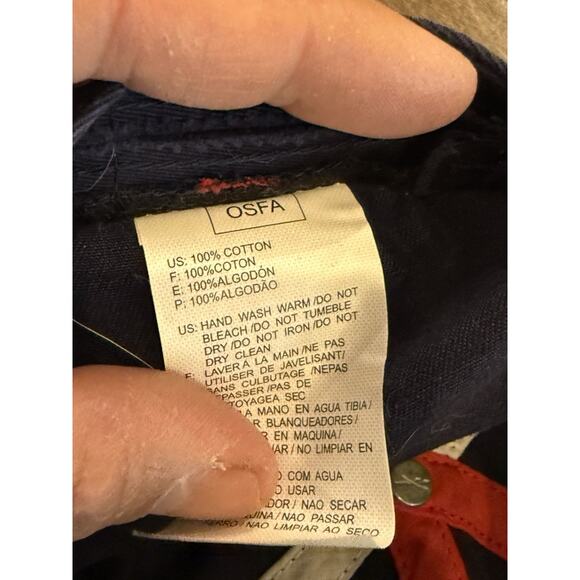 OSFA
US: 100% COTTON
F: 100%COTON
E: 100%ALGODÓN
P: 100%ALGODÃO
US: HAND WASH WARM /DO NOT
BLEACH /DO NOT TUMEBLE
DRY /DO NOT IRON /DO NOT
DRY CLEAN
LAVER À LA MAIN /NE PAS
UTILISER DE JAVELISANT/
SANS CULBUTAGE /NEPAS
REPASSER /PAS DE
SEC
MANO EN AGUA TIBIA /
BLANQUEADORES /
EN MAQUINA /
/NO LIMPIAR EN
COM AGUA
USAR
/NAO SECAR
/NAO PASSAR
FERRO /NAO LIMPIAR AO SECO